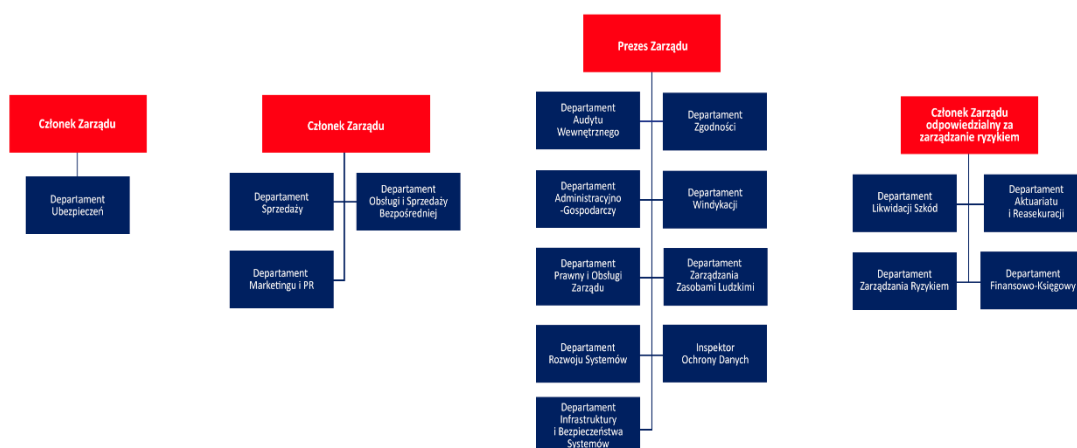 Członek Zarządu
Departament
Ubezpieczeń
Członek Zarządu
Departament
Sprzedaży
Departament
Obsługi i Sprzedaży
Bezpośredniej
Departament
Marketingu i PR
Prezes Zarządu
Departament
Audytu
Wewnętrznego
Departament
Zgodności
Departament
Administracyjno
-Gospodarczy
Departament
Windykacji
Departament
Prawny i Obsługi
Zarządu
Departament
Zarządzania
Zasobami Ludzkimi
Departament
Rozwoju Systemów
Inspektor
Ochrony Danych
Departament
Infrastruktury
i Bezpieczeństwa
Systemów
Członek Zarządu
odpowiedzialny za
zarządzanie ryzykiem
Departament
Likwidacji Szkód
Departament
Aktuariatu
i Reasekuracji
Departament
Zarządzania Ryzykiem
Departament
Finansowo-Księgowy